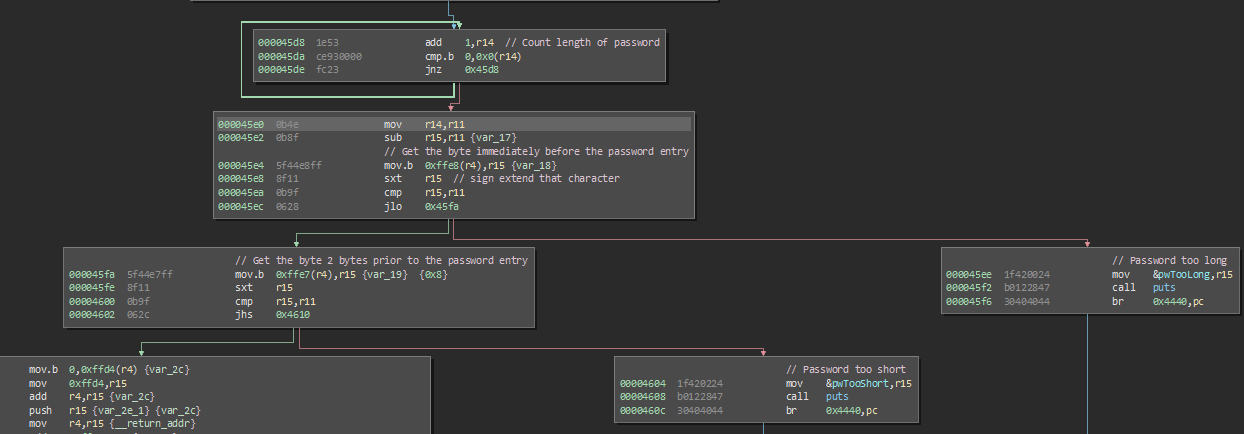 000045d8 1e53 add 1,r14 // Count length of password
000045da ce930000 cmp.b 0,0x0(r14)
000045de fc23 jnz 0x45d8
000045e0 0b4e mov r14,r11
000045e2 0b8f sub r15,r11 {var_17}
// Get the byte immediately before the password entry
000045e4 5f44e8ff mov.b 0xffe8(r4),r15 {var_18}
000045e8 8f11 sxt r15 // sign extend that character
000045ea 0b9f cmp r15,r11
000045ec 0628 jlo 0x45fa
// Get the byte 2 bytes prior to the password entry
000045fa 5f44e7ff mov.b 0xffe7(r4),r15 {var_19} {0x8}
000045fe 8f11 sxt r15
00004600 0b9f cmp r15,r11
00004602 062c jhs 0x4610
// Password too long
000045ee 1f420024 mov &pwTooLong,r15
000045f2 b0122847 call puts
000045f6 30404044 br 0x4440,pc
mov.b 0,0xffd4(r4) {var_2c}
mov 0xffd4,r15
add r4,r15 {var_2c}
push r15 {var_2e_1} {var_2c}
mov r4,r15 {__return_addr}
// Password too short
00004604 1f420224 mov &pwTooShort,r15
00004608 b0122847 call puts
0000460c 30404044 br 0x4440,pc